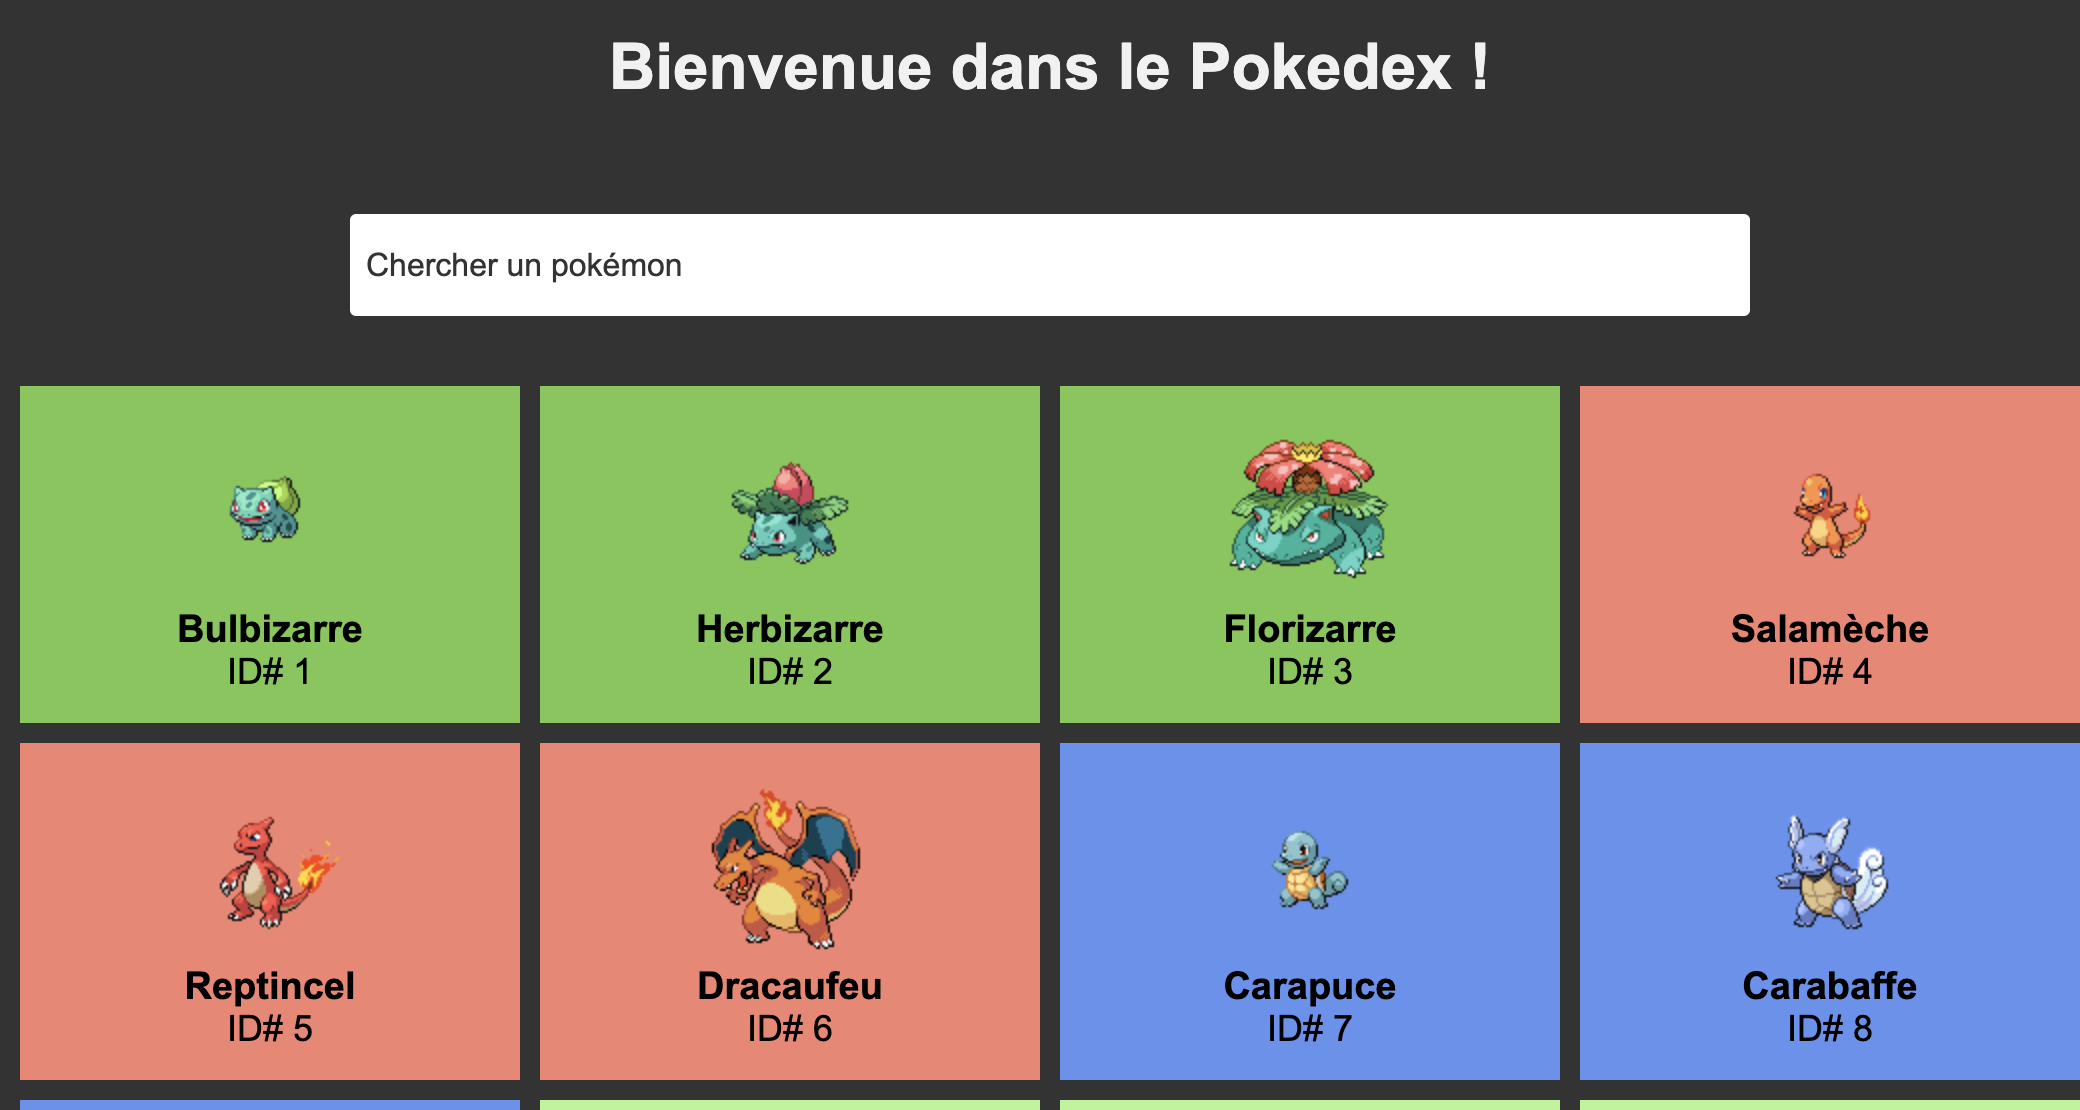 Bienvenue dans le Pokedex !
Chercher un pokémon
Bulbizarre
ID# 1
Herbizarre
ID# 2
Florizarre
ID# 3
Salamèche
ID# 4
Reptincel
ID# 5
Dracaufeu
ID# 6
Carapuce
ID# 7
Carabaffe
ID# 8